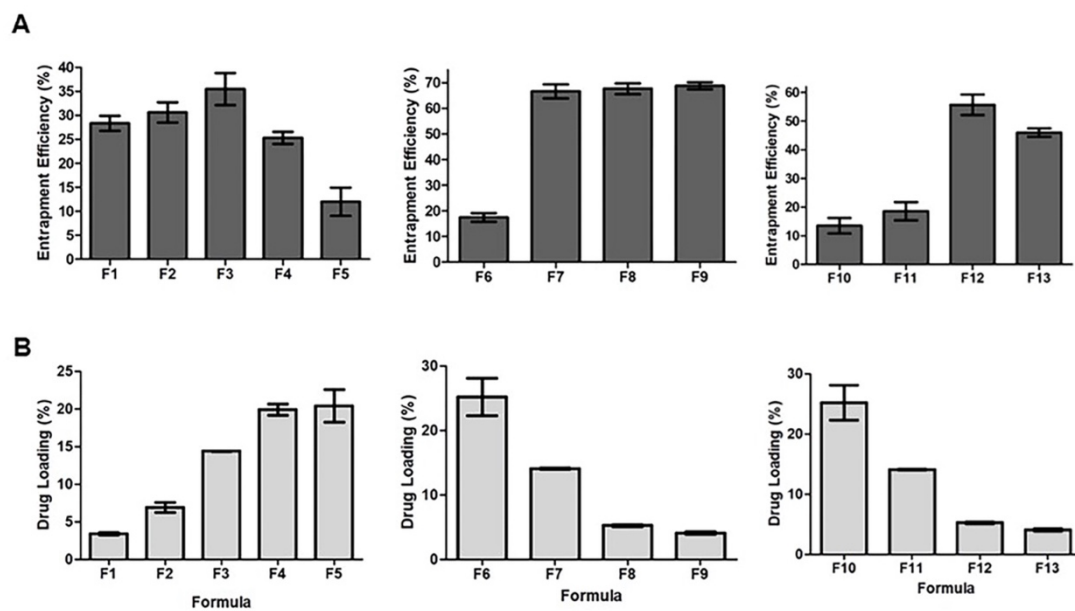 A
Entrapment Efficiency (%)
40
35
30
25
20
15
10
5
0
F1 F2 F3 F4 F5
Entrapment Efficiency (%)
70
60
50
40
30
20
10
0
F6 F7 F8 F9
Entrapment Efficiency (%)
60
50
40
30
20
10
0
F10 F11 F12 F13
B
Drug Loading (%)
25
20
15
10
5
0
F1 F2 F3 F4 F5
Formula
Drug Loading (%)
30
20
10
0
F6 F7 F8 F9
Formula
Drug Loading (%)
30
20
10
0
F10 F11 F12 F13
Formula